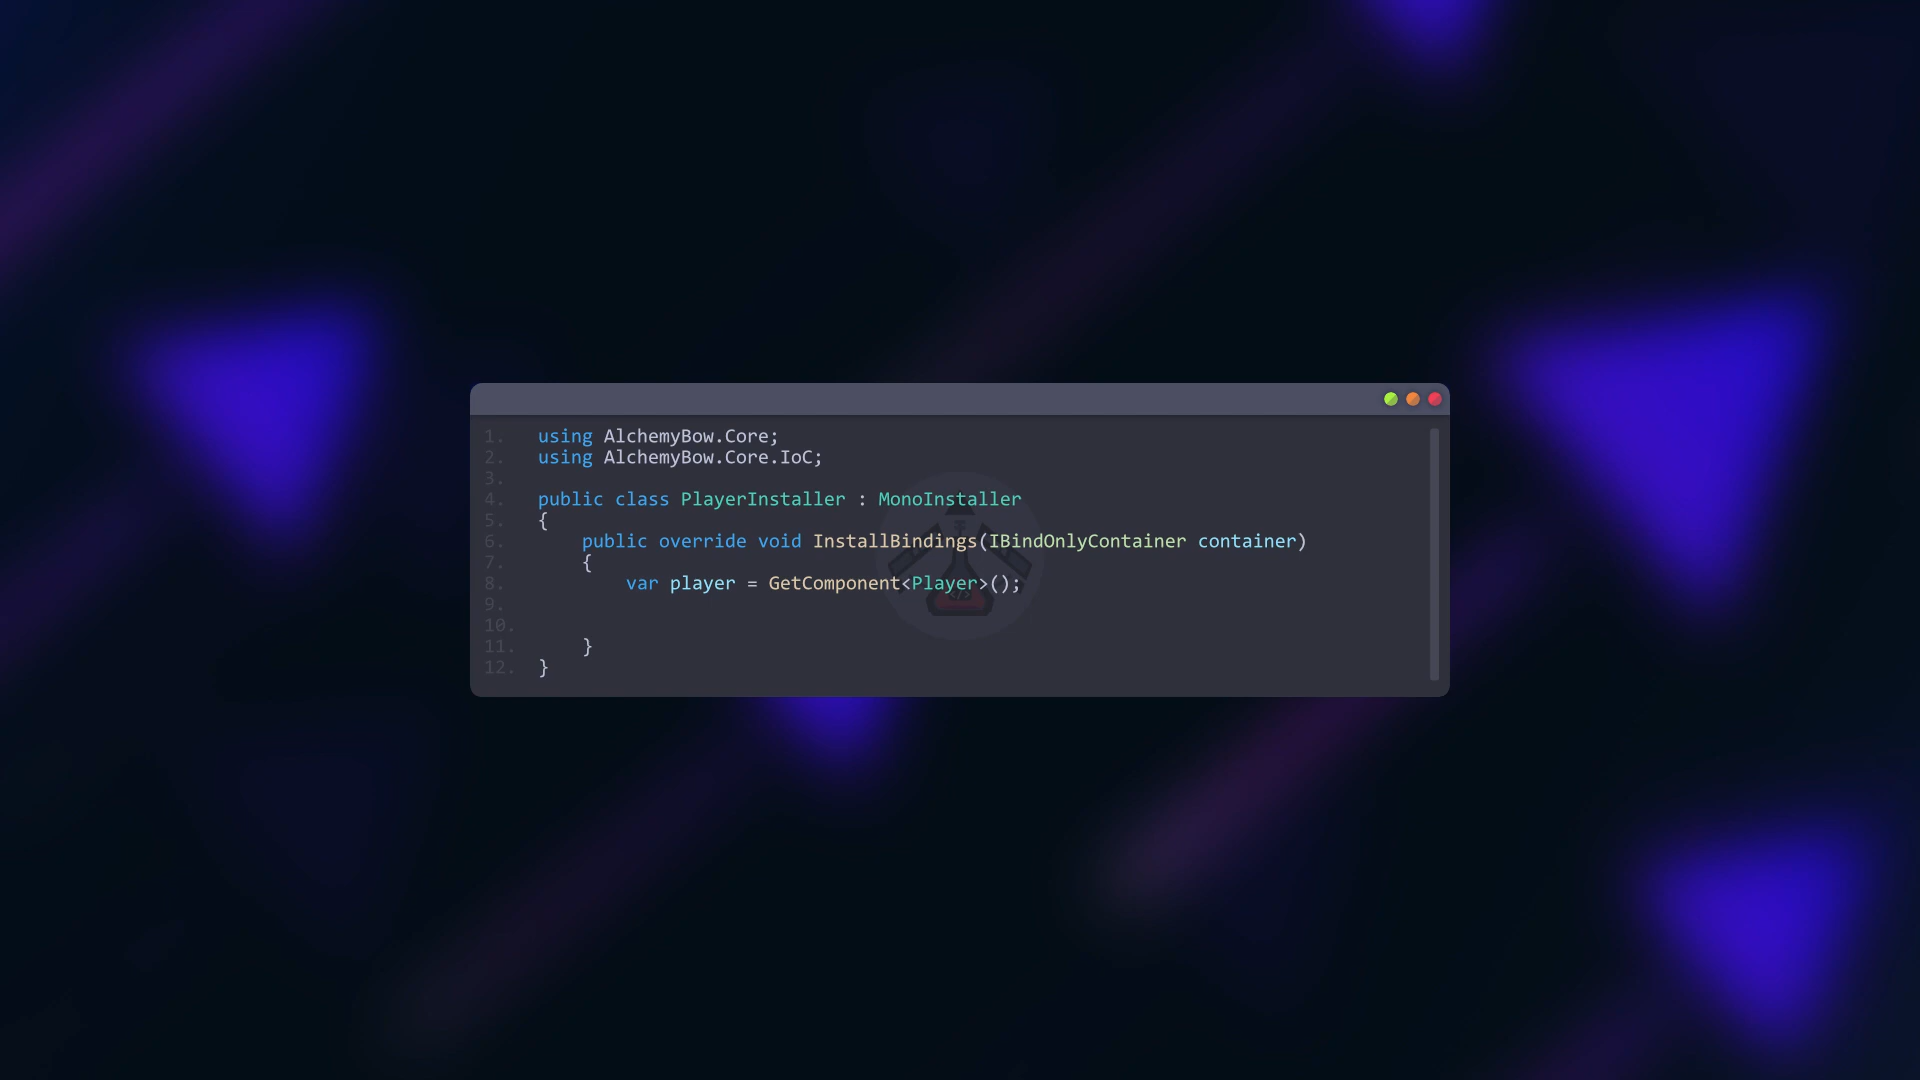 1. using AlchemyBow.Core;
2. using AlchemyBow.Core.IoC;
3.
4. public class PlayerInstaller : MonoInstaller
5. {
6.     public override void InstallBindings(IBindOnlyContainer container)
7.     {
8.         var player = GetComponent<Player>();
9.
10.
11.     }
12. }